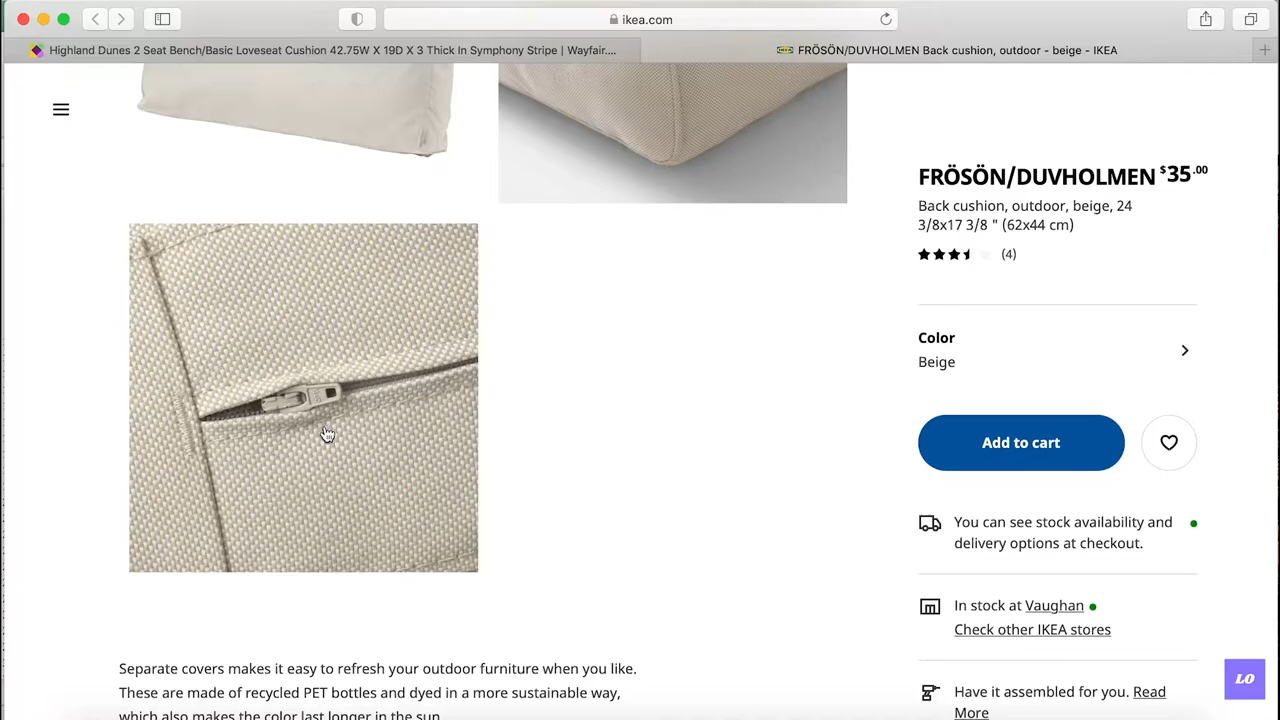 ikea.com
Highland Dunes 2 Seat Bench/Basic Loveseat Cushion 42.75W X 19D X 3 Thick In Symphony Stripe | Wayfair....
FRÖSÖN/DUVHOLMEN Back cushion, outdoor - beige - IKEA
FRÖSÖN/DUVHOLMEN $35.00
Back cushion, outdoor, beige, 24
3/8x17 3/8 " (62x44 cm)
(4)
Color
Beige
Add to cart
You can see stock availability and
delivery options at checkout.
In stock at Vaughan
Check other IKEA stores
Have it assembled for you. Read
More
Separate covers makes it easy to refresh your outdoor furniture when you like.
These are made of recycled PET bottles and dyed in a more sustainable way,
which also makes the color last longer in the sun.
LO